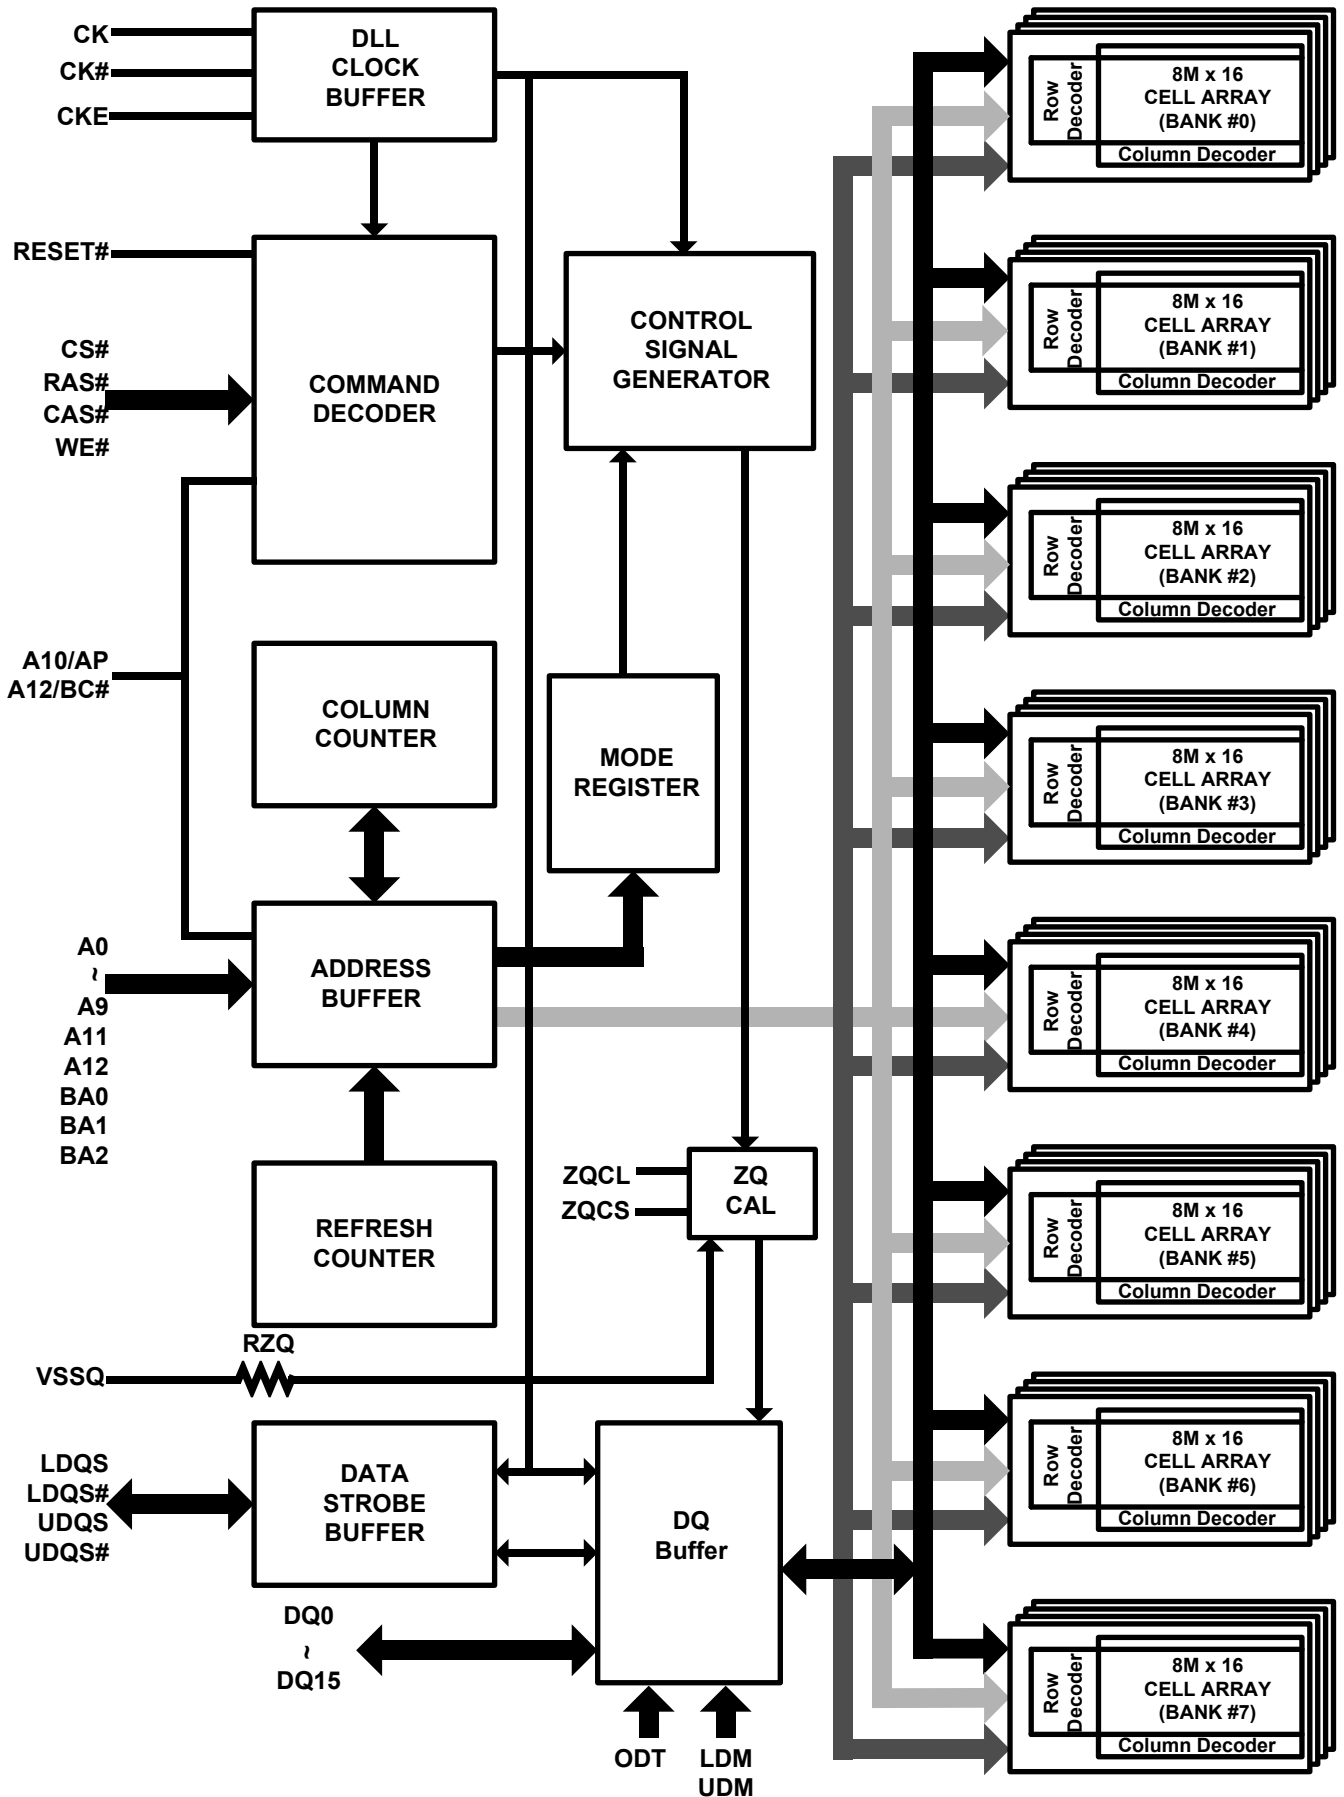 CK
CK#
CKE
DLL
CLOCK
BUFFER
RESET#
CS#
RAS#
CAS#
WE#
COMMAND
DECODER
CONTROL
SIGNAL
GENERATOR
A10/AP
A12/BC#
COLUMN
COUNTER
MODE
REGISTER
A0
~
A9
A11
A12
BA0
BA1
BA2
ADDRESS
BUFFER
REFRESH
COUNTER
ZQCL
ZQCS
ZQ
CAL
RZQ
VSSQ
LDQS
LDQS#
UDQS
UDQS#
DATA
STROBE
BUFFER
DQ
Buffer
DQ0
~
DQ15
ODT
LDM
UDM
Row
Decoder
8M x 16
CELL ARRAY
(BANK #0)
Column Decoder
Row
Decoder
8M x 16
CELL ARRAY
(BANK #1)
Column Decoder
Row
Decoder
8M x 16
CELL ARRAY
(BANK #2)
Column Decoder
Row
Decoder
8M x 16
CELL ARRAY
(BANK #3)
Column Decoder
Row
Decoder
8M x 16
CELL ARRAY
(BANK #4)
Column Decoder
Row
Decoder
8M x 16
CELL ARRAY
(BANK #5)
Column Decoder
Row
Decoder
8M x 16
CELL ARRAY
(BANK #6)
Column Decoder
Row
Decoder
8M x 16
CELL ARRAY
(BANK #7)
Column Decoder